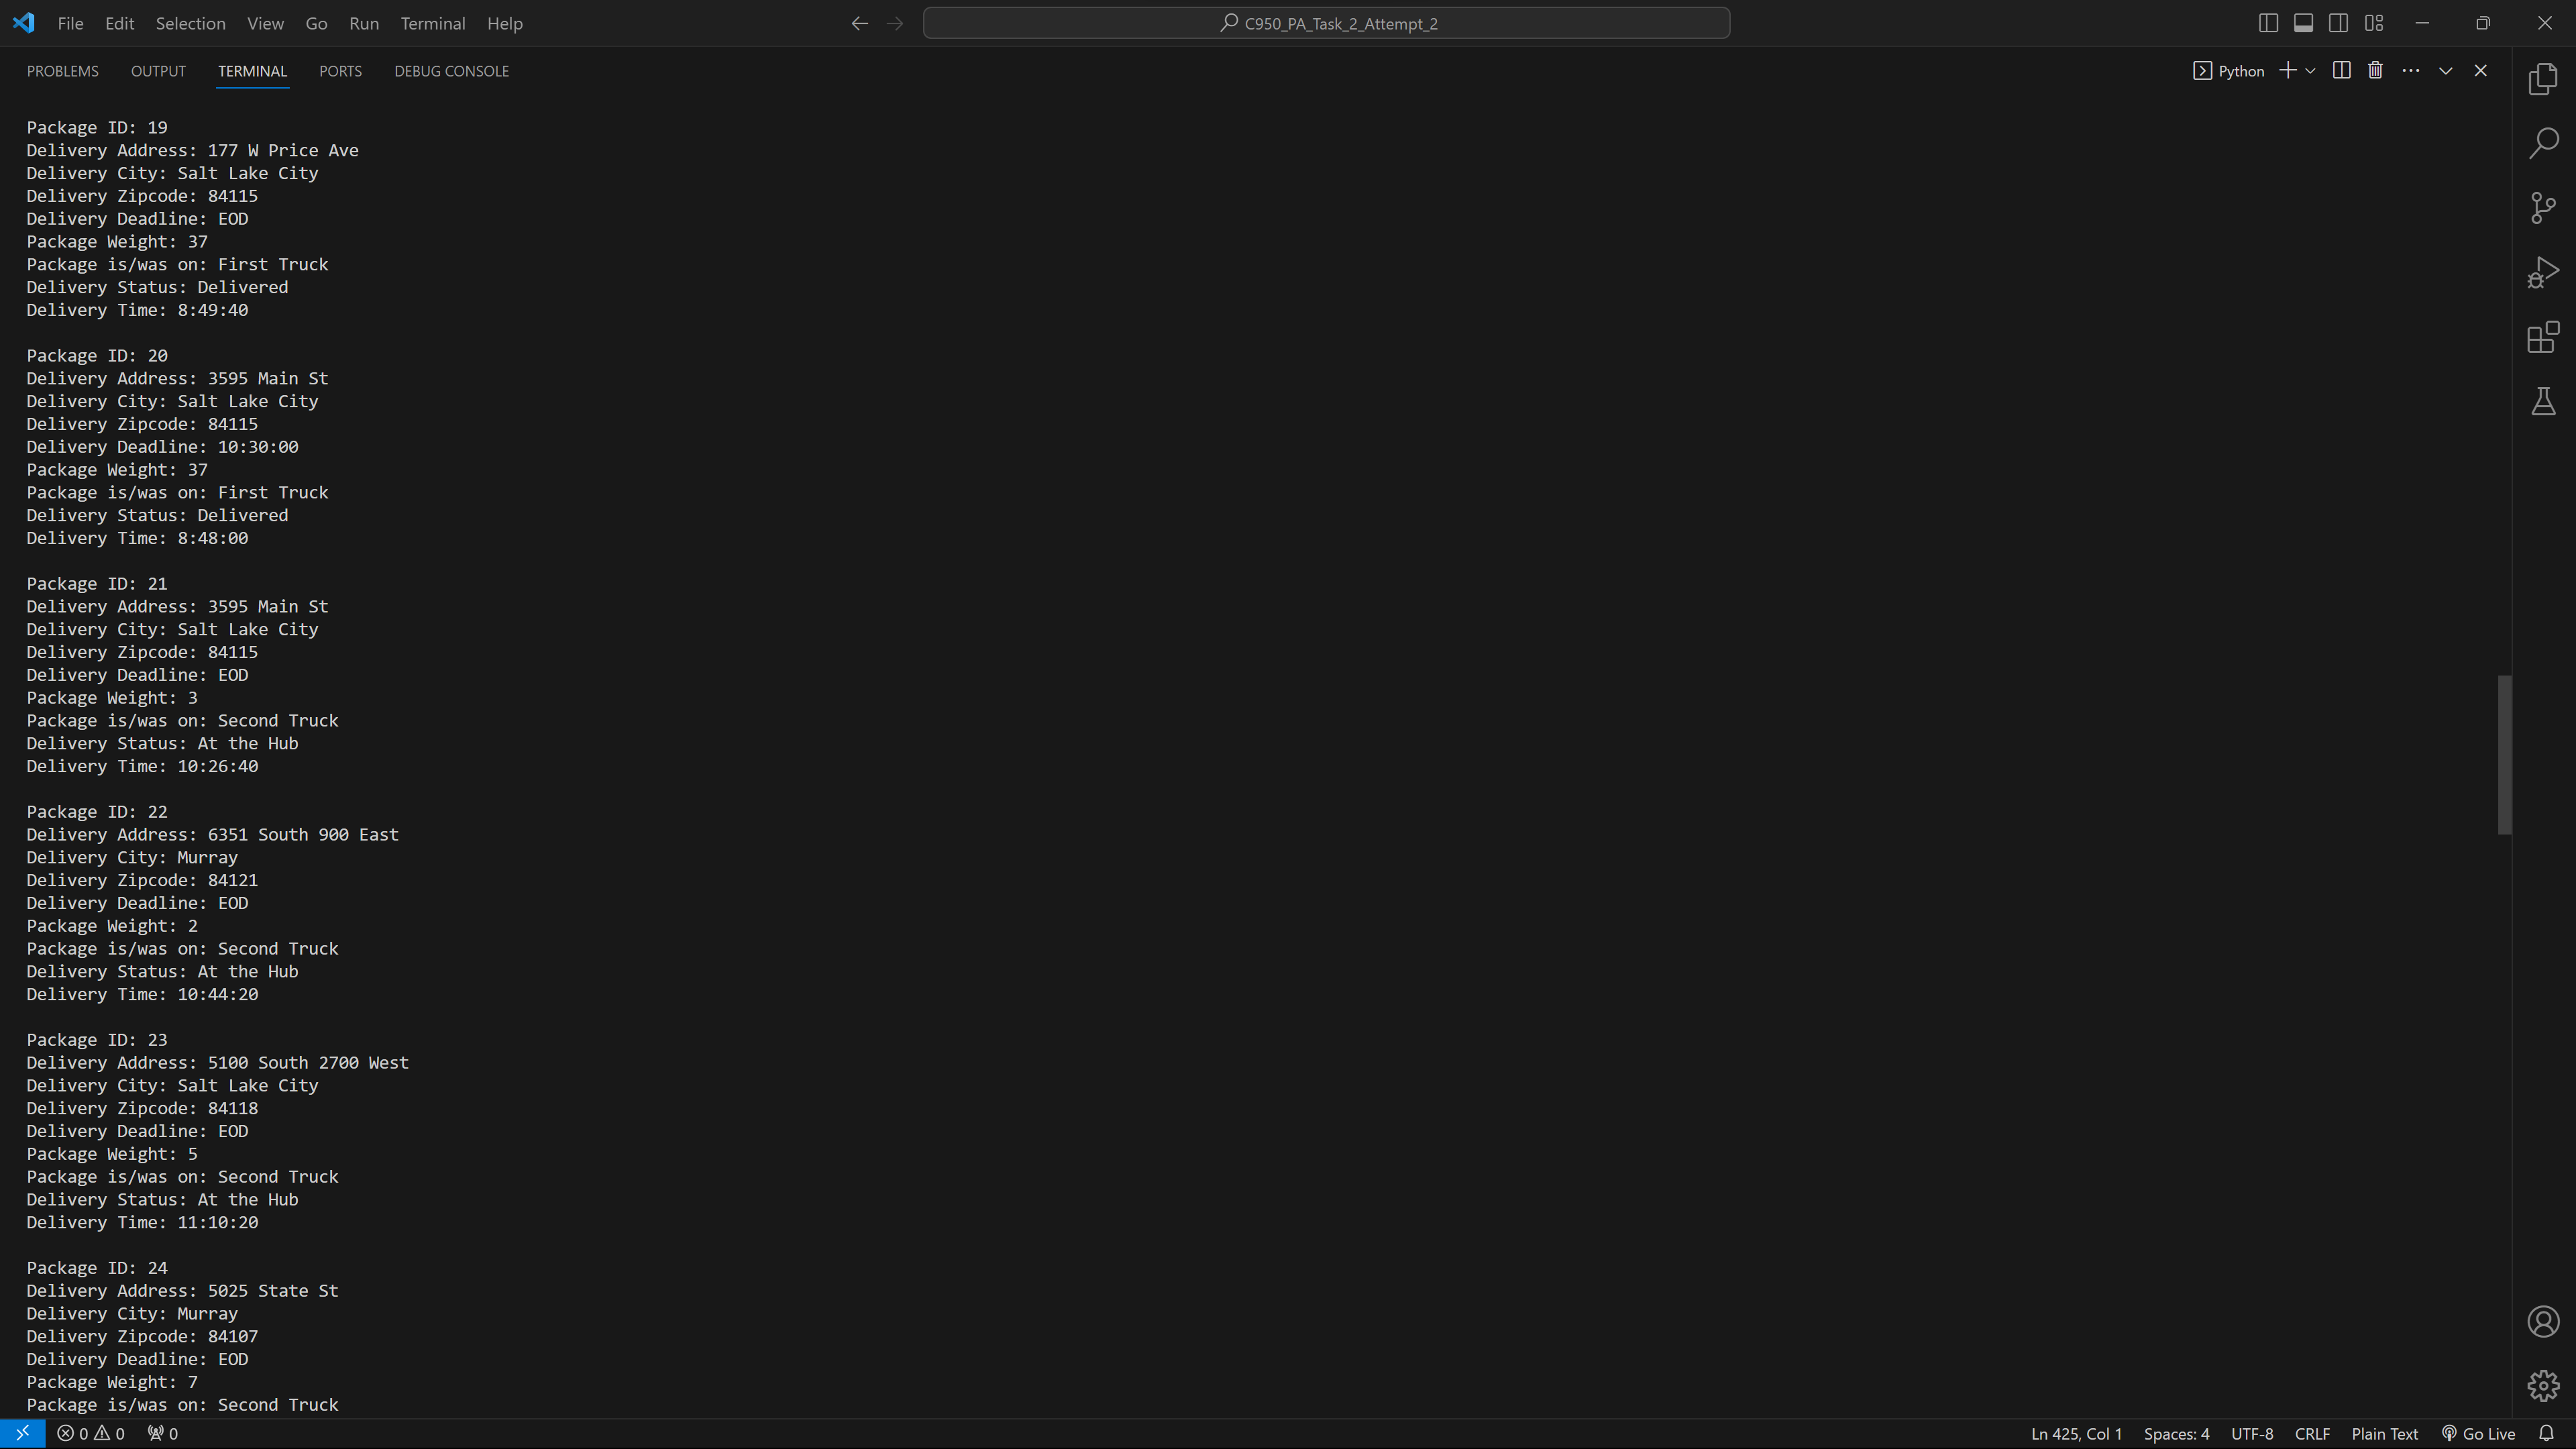 File Edit Selection View Go Run Terminal Help
C950_PA_Task_2_Attempt_2
PROBLEMS OUTPUT TERMINAL PORTS DEBUG CONSOLE
Python
Package ID: 19
Delivery Address: 177 W Price Ave
Delivery City: Salt Lake City
Delivery Zipcode: 84115
Delivery Deadline: EOD
Package Weight: 37
Package is/was on: First Truck
Delivery Status: Delivered
Delivery Time: 8:49:40
Package ID: 20
Delivery Address: 3595 Main St
Delivery City: Salt Lake City
Delivery Zipcode: 84115
Delivery Deadline: 10:30:00
Package Weight: 37
Package is/was on: First Truck
Delivery Status: Delivered
Delivery Time: 8:48:00
Package ID: 21
Delivery Address: 3595 Main St
Delivery City: Salt Lake City
Delivery Zipcode: 84115
Delivery Deadline: EOD
Package Weight: 3
Package is/was on: Second Truck
Delivery Status: At the Hub
Delivery Time: 10:26:40
Package ID: 22
Delivery Address: 6351 South 900 East
Delivery City: Murray
Delivery Zipcode: 84121
Delivery Deadline: EOD
Package Weight: 2
Package is/was on: Second Truck
Delivery Status: At the Hub
Delivery Time: 10:44:20
Package ID: 23
Delivery Address: 5100 South 2700 West
Delivery City: Salt Lake City
Delivery Zipcode: 84118
Delivery Deadline: EOD
Package Weight: 5
Package is/was on: Second Truck
Delivery Status: At the Hub
Delivery Time: 11:10:20
Package ID: 24
Delivery Address: 5025 State St
Delivery City: Murray
Delivery Zipcode: 84107
Delivery Deadline: EOD
Package Weight: 7
Package is/was on: Second Truck
0 0 0 Ln 425, Col 1 Spaces: 4 UTF-8 CRLF Plain Text Go Live